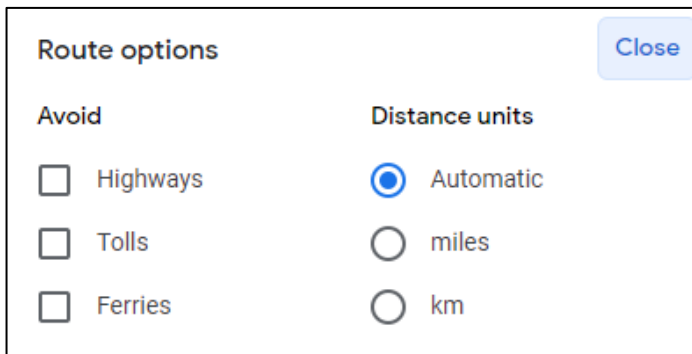 Route options
Close
Avoid
Distance units
Highways
Automatic
Tolls
miles
Ferries
km